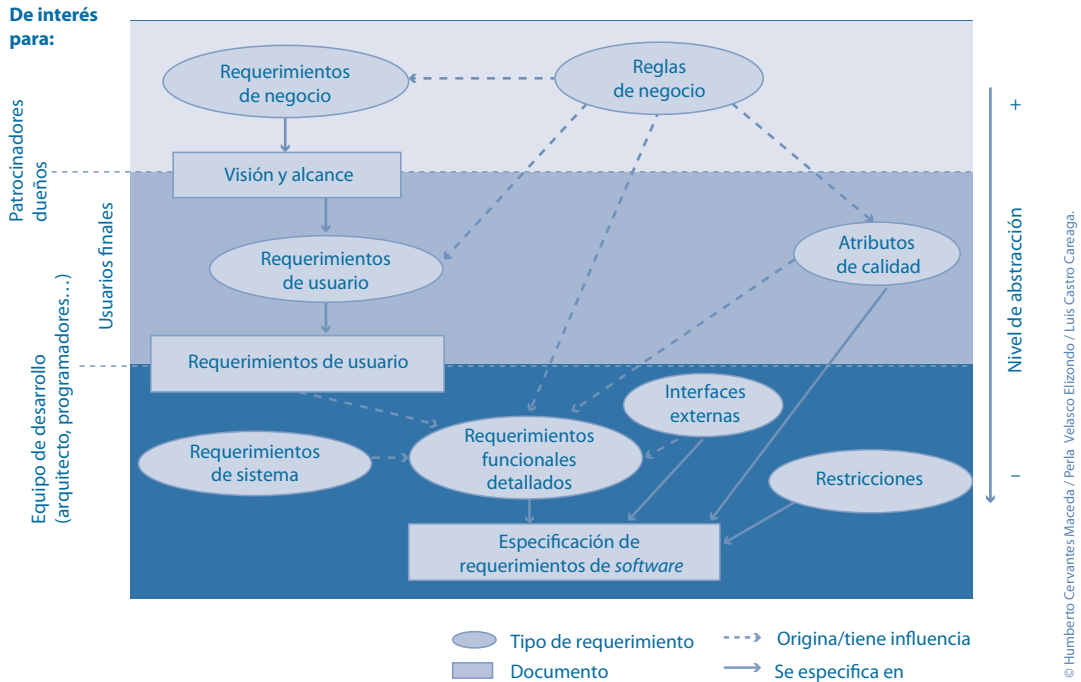 De interés
para:
Patrocinadores
dueños
Usuarios finales
Equipo de desarrollo
(arquitecto, programadores…)
Requerimientos
de negocio
Reglas
de negocio
Visión y alcance
Requerimientos
de usuario
Atributos
de calidad
Requerimientos de usuario
Interfaces
externas
Requerimientos
de sistema
Requerimientos
funcionales
detallados
Restricciones
Especificación de
requerimientos de software
+
Nivel de abstracción
–
Tipo de requerimiento
Origina/tiene influencia
Documento
Se especifica en
© Humberto Cervantes Maceda / Perla Velasco Elizondo / Luis Castro Careaga.